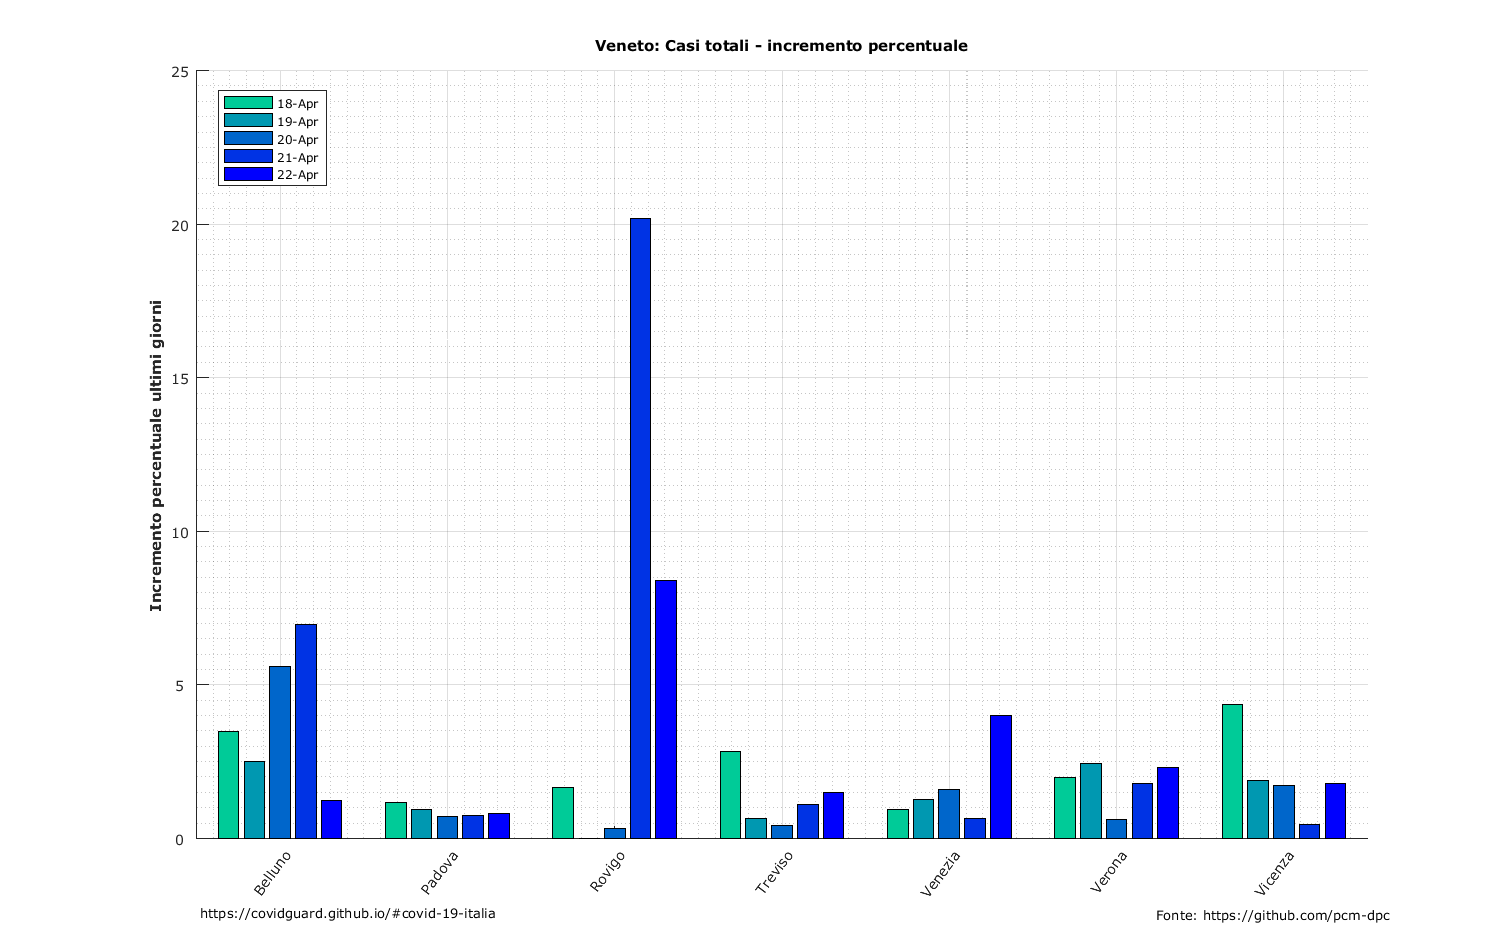 Veneto: Casi totali - incremento percentuale
25
20
15
10
5
0
Incremento percentuale ultimi giorni
18-Apr
19-Apr
20-Apr
21-Apr
22-Apr
Belluno
Padova
Rovigo
Treviso
Venezia
Verona
Vicenza
https://covidguard.github.io/#covid-19-italia
Fonte: https://github.com/pcm-dpc